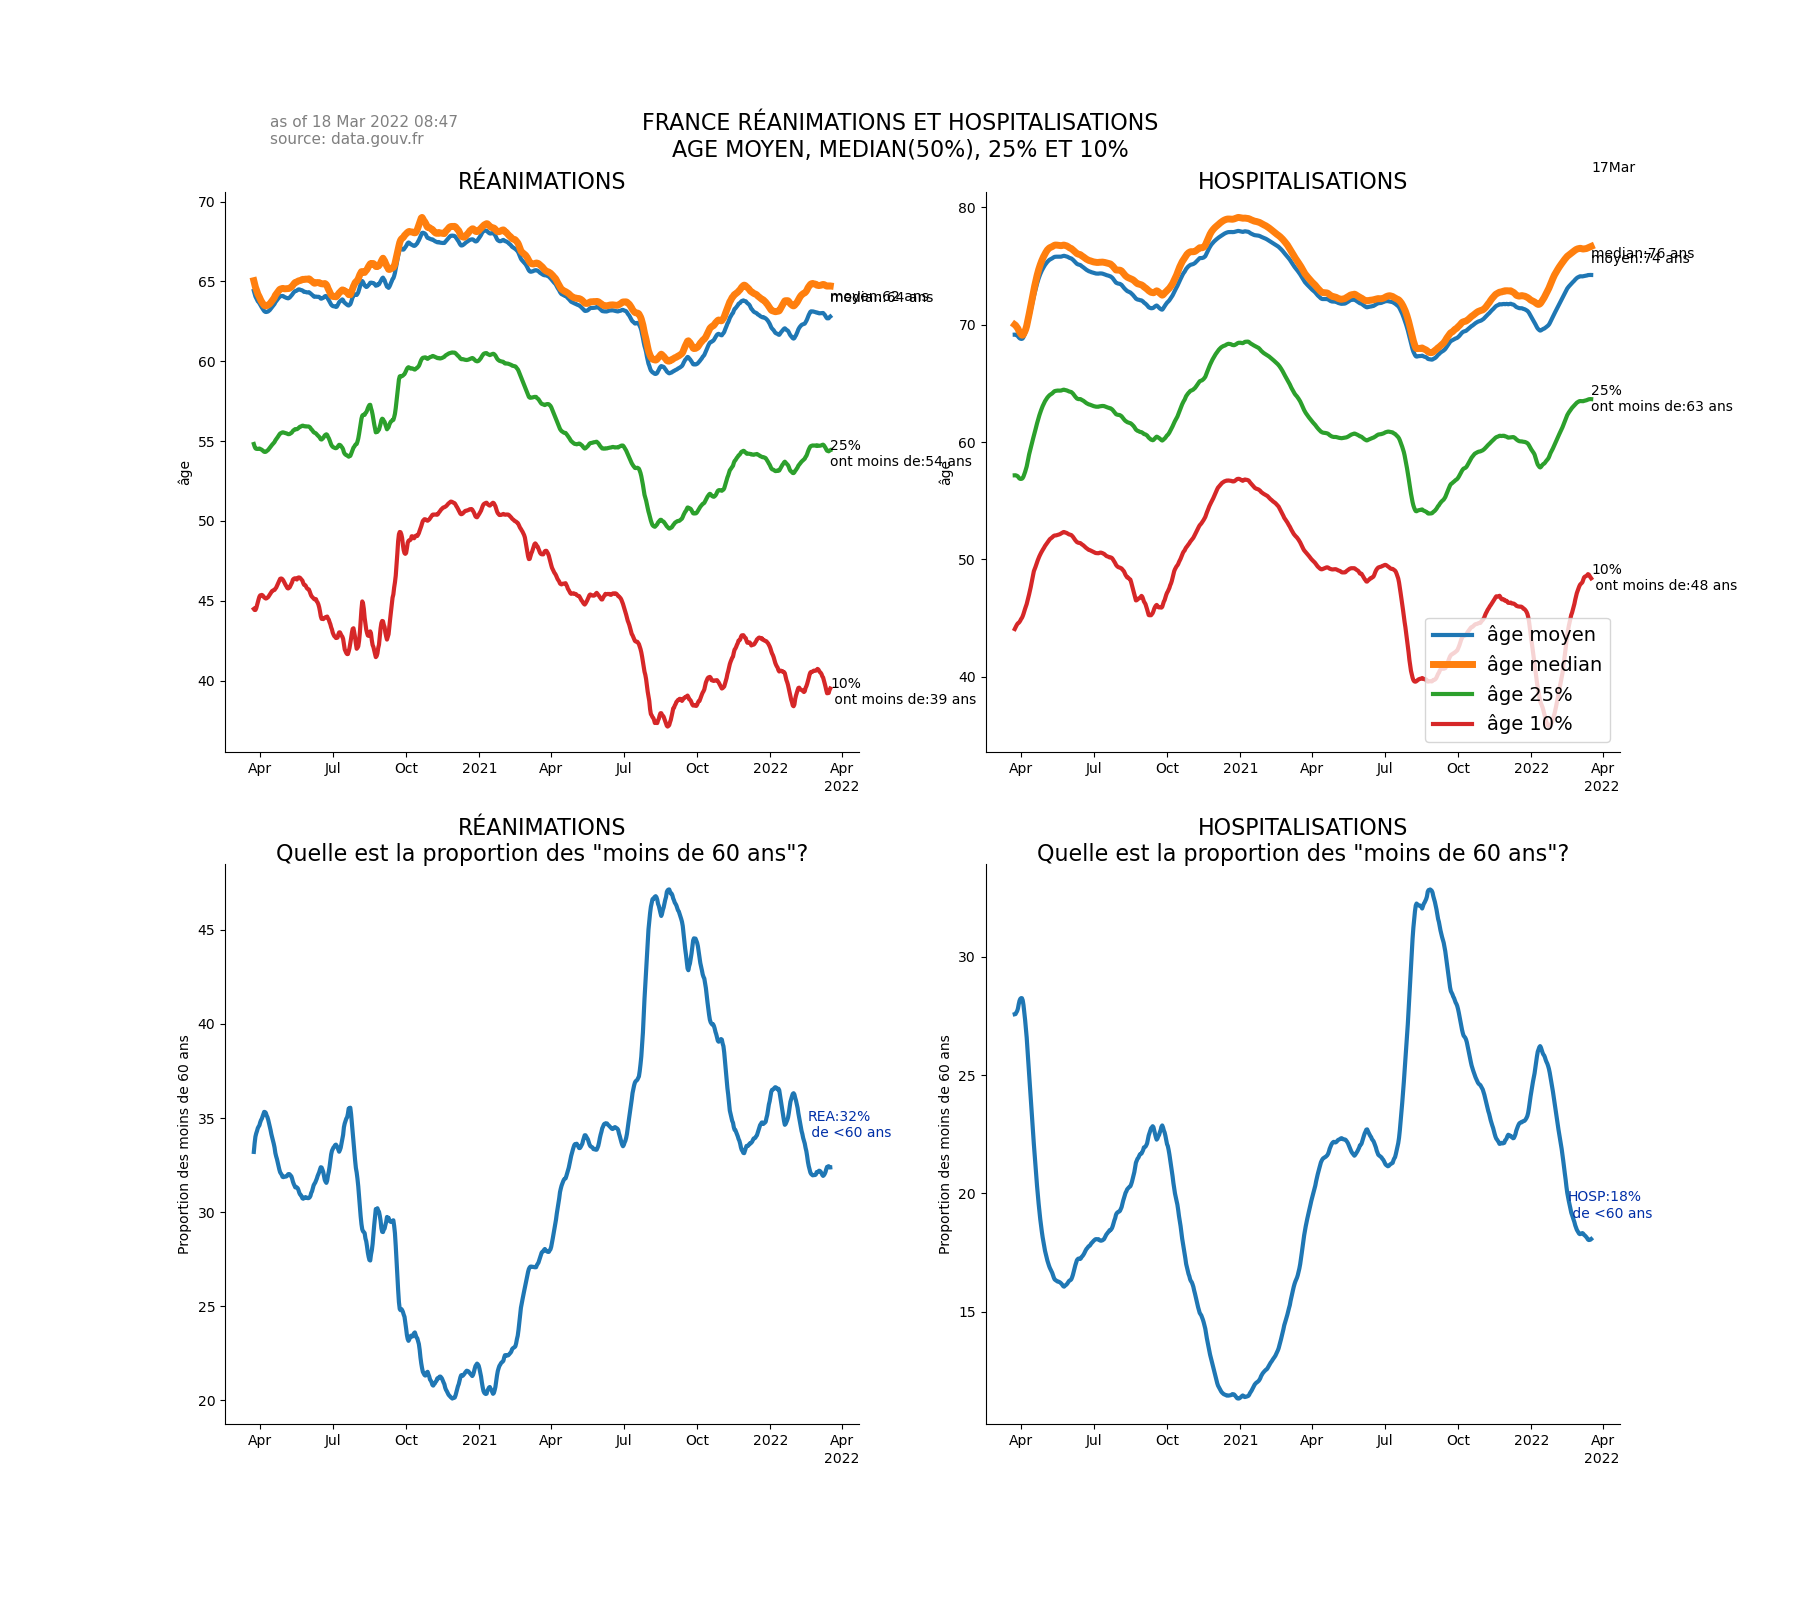 as of 18 Mar 2022 08:47
source: data.gouv.fr
FRANCE RÉANIMATIONS ET HOSPITALISATIONS
AGE MOYEN, MEDIAN(50%), 25% ET 10%
RÉANIMATIONS
70
65
60
55
50
45
40
âge
median:64 ans
moyen:62 ans
25%
ont moins de:54 ans
10%
ont moins de:39 ans
Apr
Jul
Oct
2021
Apr
Jul
Oct
2022
Apr
2022
HOSPITALISATIONS
17Mar
80
70
60
50
40
âge
median:76 ans
moyen:74 ans
25%
ont moins de:63 ans
10%
ont moins de:48 ans
âge moyen
âge median
âge 25%
âge 10%
Apr
Jul
Oct
2021
Apr
Jul
Oct
2022
Apr
2022
RÉANIMATIONS
Quelle est la proportion des "moins de 60 ans"?
45
40
35
30
25
20
Proportion des moins de 60 ans
REA:32%
de <60 ans
Apr
Jul
Oct
2021
Apr
Jul
Oct
2022
Apr
2022
HOSPITALISATIONS
Quelle est la proportion des "moins de 60 ans"?
30
25
20
15
Proportion des moins de 60 ans
HOSP:18%
de <60 ans
Apr
Jul
Oct
2021
Apr
Jul
Oct
2022
Apr
2022